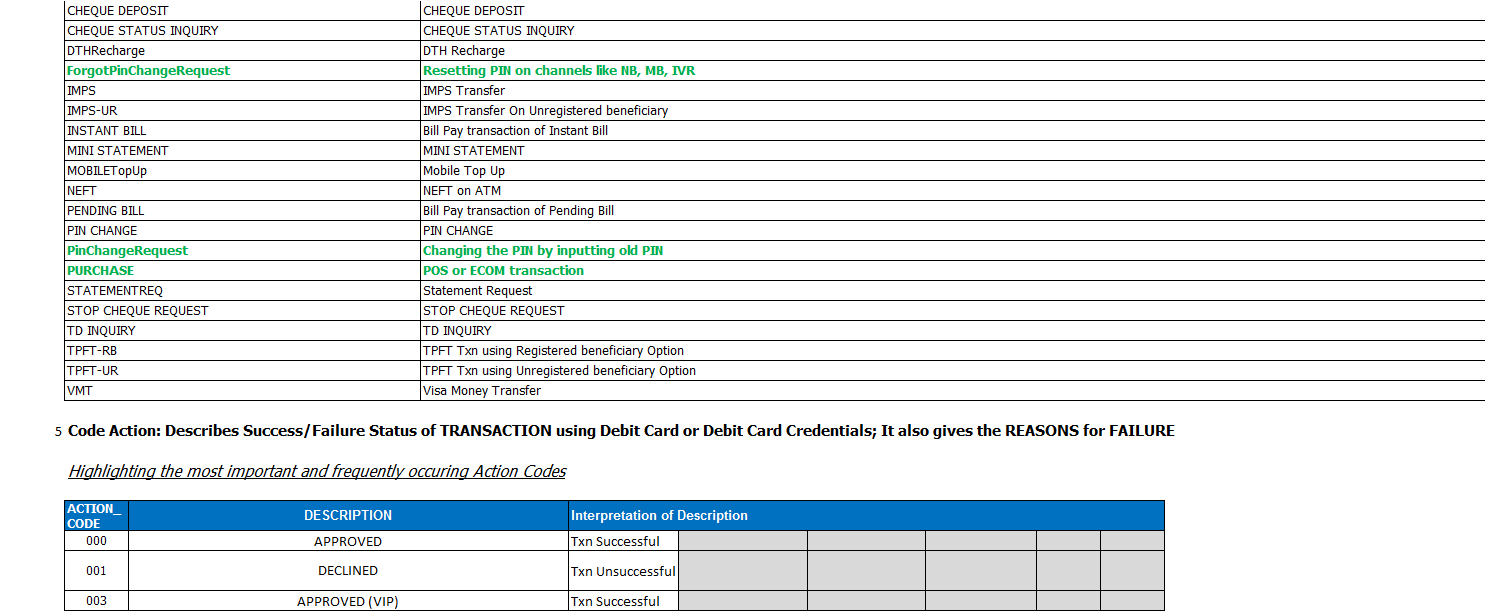 CHEQUE DEPOSIT CHEQUE DEPOSIT
CHEQUE STATUS INQUIRY CHEQUE STATUS INQUIRY
DTHRecharge DTH Recharge
ForgotPinChangeRequest Resetting PIN on channels like NB, MB, IVR
IMPS IMPS Transfer
IMPS-UR IMPS Transfer On Unregistered beneficiary
INSTANT BILL Bill Pay transaction of Instant Bill
MINI STATEMENT MINI STATEMENT
MOBILETopUp Mobile Top Up
NEFT NEFT on ATM
PENDING BILL Bill Pay transaction of Pending Bill
PIN CHANGE PIN CHANGE
PinChangeRequest Changing the PIN by inputting old PIN
PURCHASE POS or ECOM transaction
STATEMENTREQ Statement Request
STOP CHEQUE REQUEST STOP CHEQUE REQUEST
TD INQUIRY TD INQUIRY
TPFT-RB TPFT Txn using Registered beneficiary Option
TPFT-UR TPFT Txn using Unregistered beneficiary Option
VMT Visa Money Transfer
5 Code Action: Describes Success/Failure Status of TRANSACTION using Debit Card or Debit Card Credentials; It also gives the REASONS for FAILURE
Highlighting the most important and frequently occuring Action Codes
ACTION_
CODE DESCRIPTION Interpretation of Description
000 APPROVED Txn Successful
001 DECLINED Txn Unsuccessful
003 APPROVED (VIP) Txn Successful